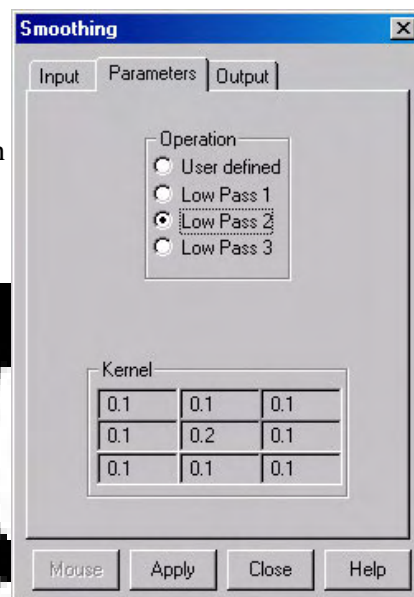 Smoothing
Input Parameters Output
Operation
User defined
Low Pass 1
Low Pass 2
Low Pass 3
Kernel
0.1 0.1 0.1
0.1 0.2 0.1
0.1 0.1 0.1
Mouse Apply Close Help